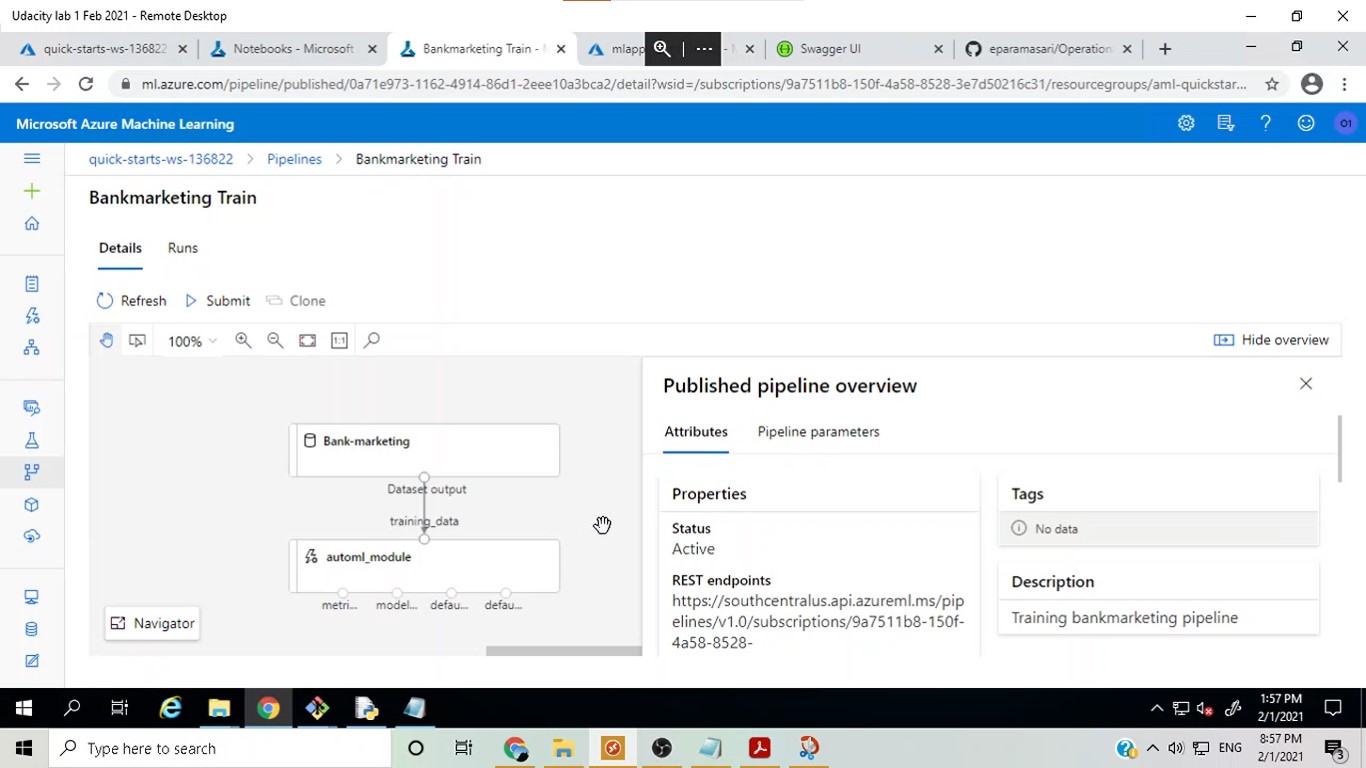 Udacity lab 1 Feb 2021 - Remote Desktop
quick-starts-ws-136822
Notebooks - Microsoft
Bankmarketing Train -
mlapp
Swagger UI
eparamasari/Operation
ml.azure.com/pipeline/published/0a71e973-1162-4914-86d1-2eee10a3bca2/detail?wsid=/subscriptions/9a7511b8-150f-4a58-8528-3e7d50216c31/resourcegroups/aml-quickstar...
Microsoft Azure Machine Learning
O1
quick-starts-ws-136822 > Pipelines > Bankmarketing Train
Bankmarketing Train
Details Runs
Refresh Submit Clone
100% 1:1 Hide overview
Bank-marketing
Dataset output
training_data
automl_module
metri... model... defau... defau...
Navigator
Published pipeline overview
Attributes Pipeline parameters
Properties
Status
Active
REST endpoints
https://southcentralus.api.azureml.ms/pip
elines/v1.0/subscriptions/9a7511b8-150f-
4a58-8528-
Tags
No data
Description
Training bankmarketing pipeline
1:57 PM
2/1/2021
Type here to search
ENG
8:57 PM
2/1/2021
3